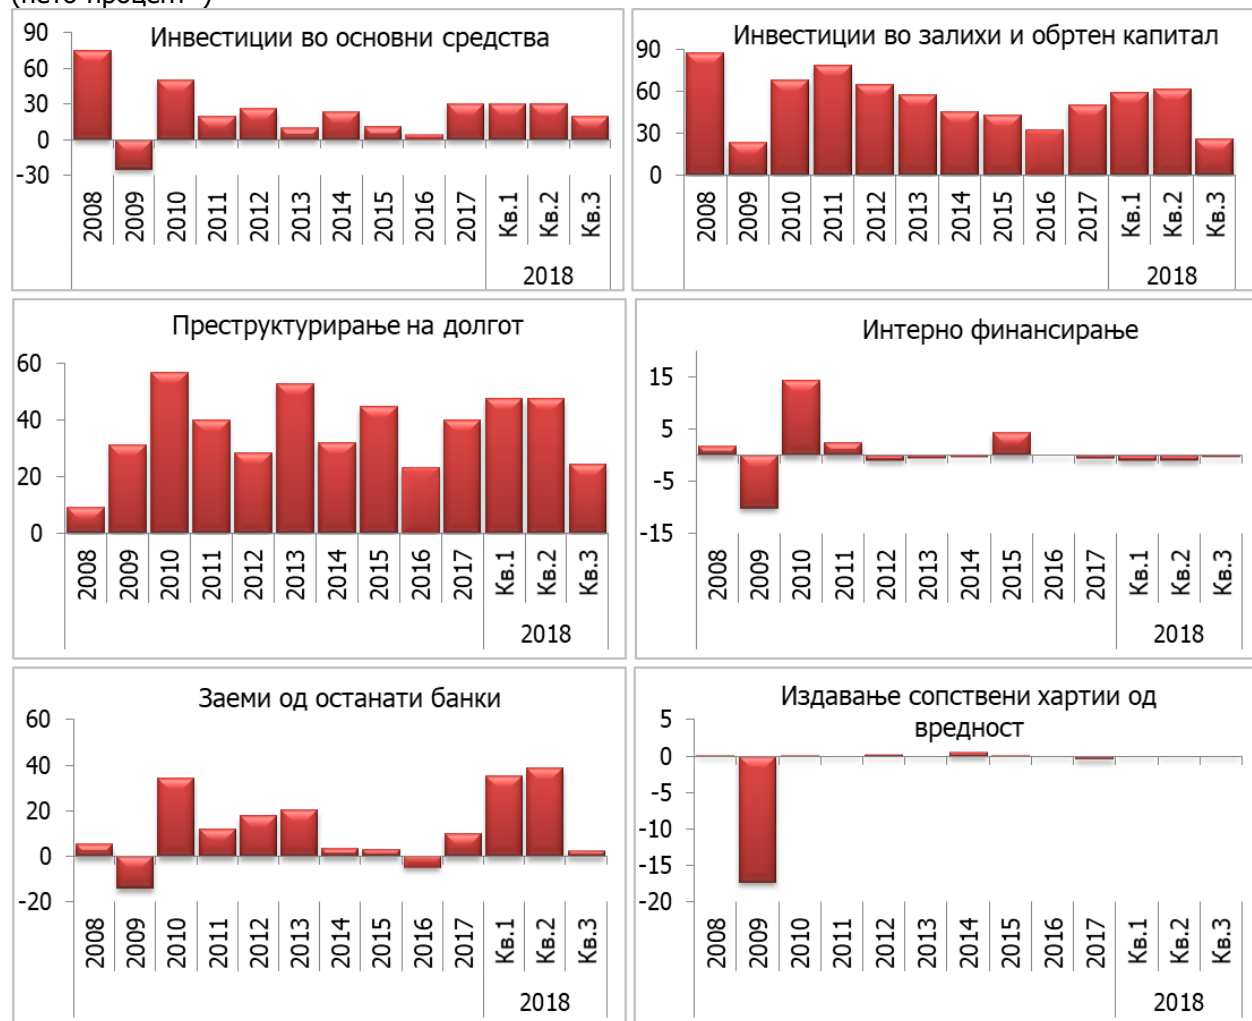 (нето-процент
Инвестиции во основни средства
90
60
30
0
-30
2008 2009 2010 2011 2012 2013 2014 2015 2016 2017 Кв.1 Кв.2 Кв.3
2018
Инвестиции во залихи и обртен капитал
90
60
30
0
2008 2009 2010 2011 2012 2013 2014 2015 2016 2017 Кв.1 Кв.2 Кв.3
2018
Преструктурирање на долгот
60
40
20
0
2008 2009 2010 2011 2012 2013 2014 2015 2016 2017 Кв.1 Кв.2 Кв.3
2018
Интерно финансирање
15
5
-5
-15
2008 2009 2010 2011 2012 2013 2014 2015 2016 2017 Кв.1 Кв.2 Кв.3
2018
Заеми од останати банки
60
40
20
0
-20
2008 2009 2010 2011 2012 2013 2014 2015 2016 2017 Кв.1 Кв.2 Кв.3
2018
Издавање сопствени хартии од
вредност
5
0
-5
-10
-15
-20
2008 2009 2010 2011 2012 2013 2014 2015 2016 2017 Кв.1 Кв.2 Кв.3
2018